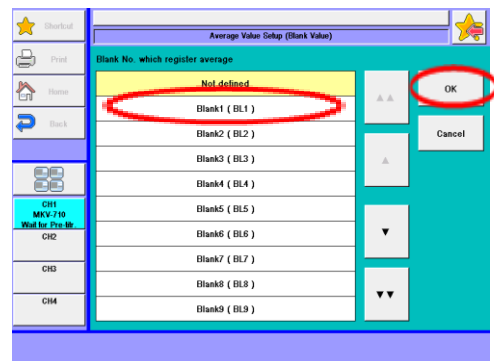 Shortcut
Average Value Setup (Blank Value)
Print
Blank No. which register average
Home
Not defined
OK
Blank1 ( BL1 )
Back
Blank2 ( BL2 )
Cancel
Blank3 ( BL3 )
Blank4 ( BL4 )
CH1
MKV-710
Wait for Pre-titr.
Blank5 ( BL5 )
CH2
Blank6 ( BL6 )
Blank7 ( BL7 )
CH3
Blank8 ( BL8 )
CH4
Blank9 ( BL9 )